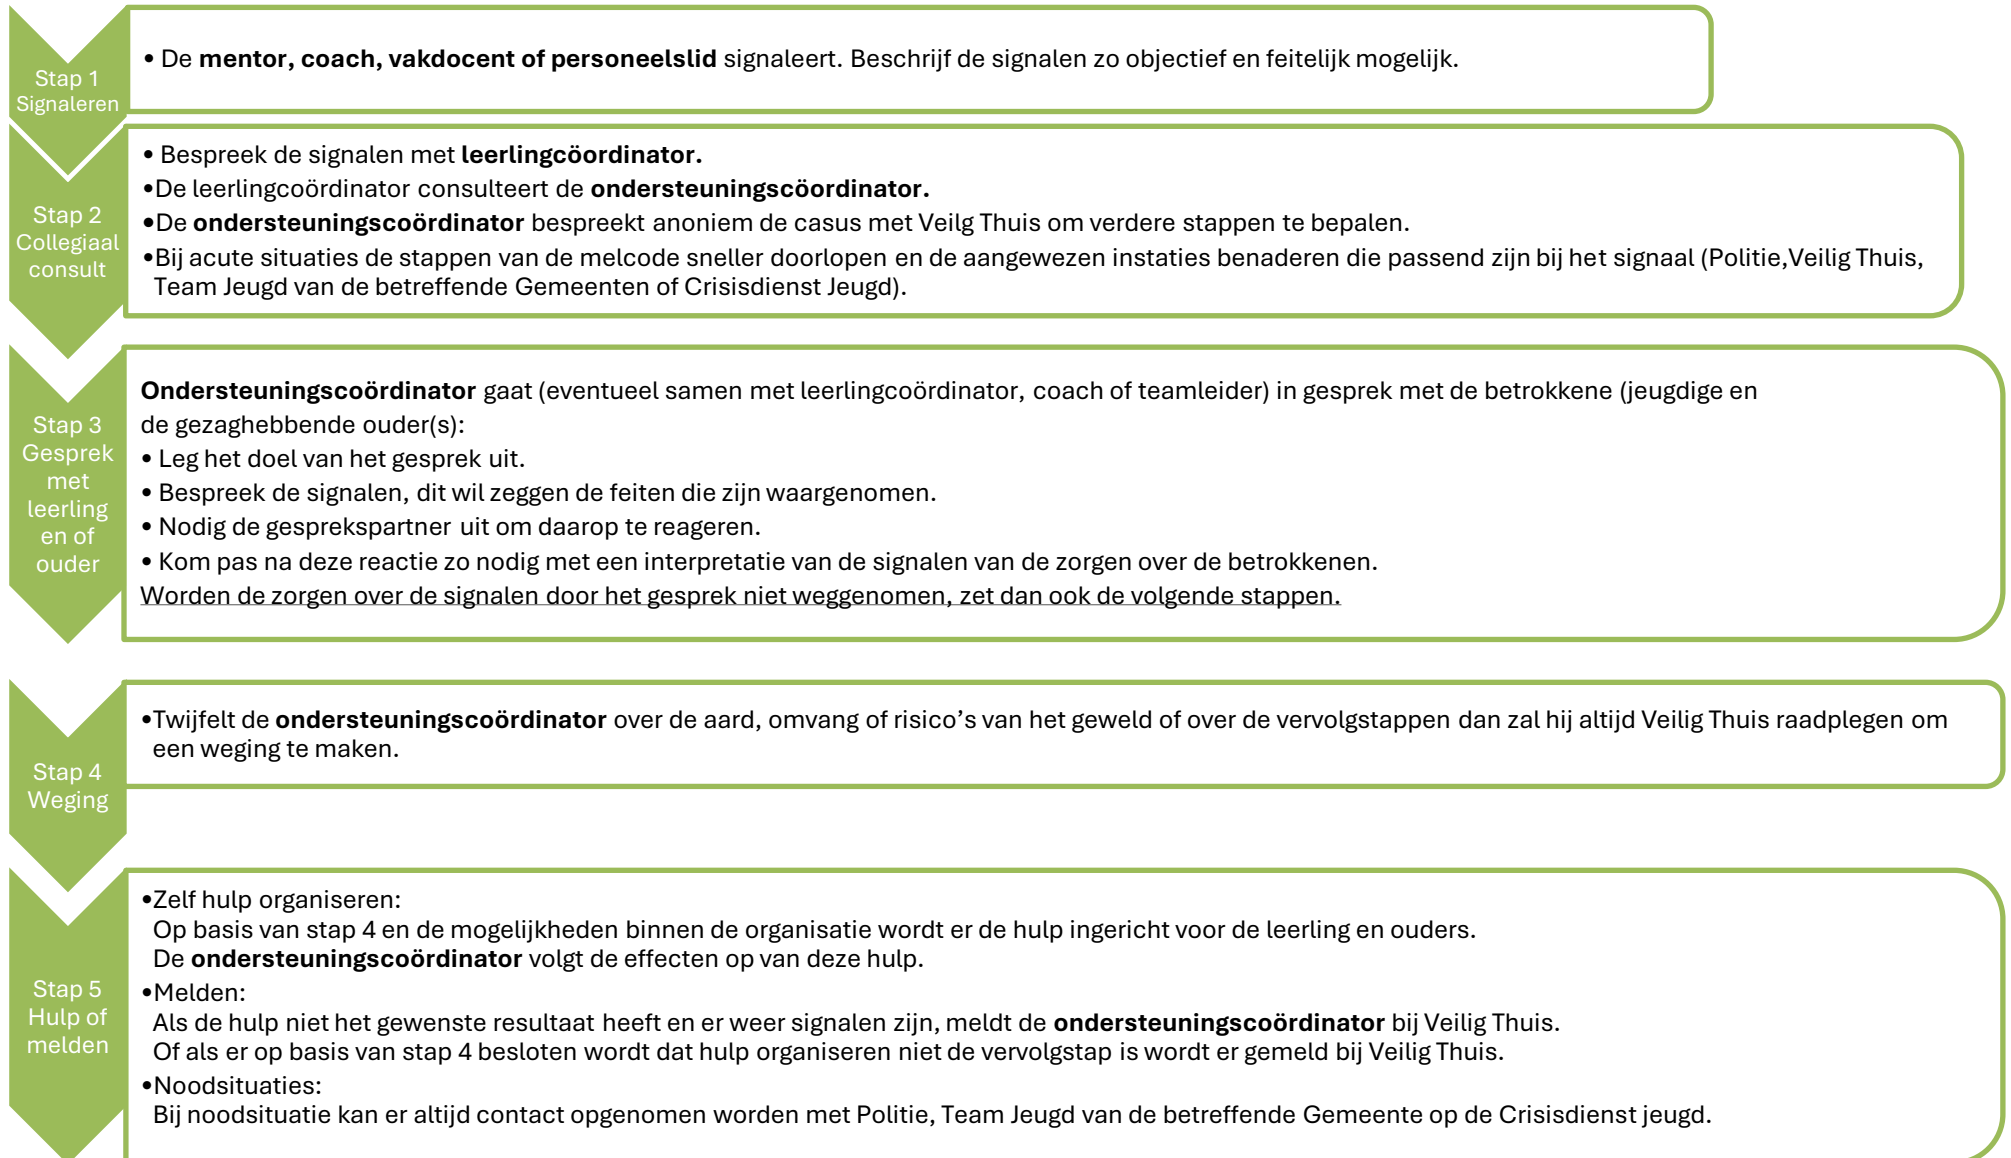 Stap 1
Signaleren
• De mentor, coach, vakdocent of personeelslid signaleert. Beschrijf de signalen zo objectief en feitelijk mogelijk.
Stap 2
Collegiaal
consult
• Bespreek de signalen met leerlingcöordinator.
•De leerlingcoördinator consulteert de ondersteuningscöordinator.
•De ondersteuningscoördinator bespreekt anoniem de casus met Veilg Thuis om verdere stappen te bepalen.
•Bij acute situaties de stappen van de melcode sneller doorlopen en de aangewezen instaties benaderen die passend zijn bij het signaal (Politie,Veilig Thuis,
Team Jeugd van de betreffende Gemeenten of Crisisdienst Jeugd).
Stap 3
Gesprek
met
leerling
en of
ouder
Ondersteuningscoördinator gaat (eventueel samen met leerlingcoördinator, coach of teamleider) in gesprek met de betrokkene (jeugdige en
de gezaghebbende ouder(s):
• Leg het doel van het gesprek uit.
• Bespreek de signalen, dit wil zeggen de feiten die zijn waargenomen.
• Nodig de gesprekspartner uit om daarop te reageren.
• Kom pas na deze reactie zo nodig met een interpretatie van de signalen van de zorgen over de betrokkenen.
Worden de zorgen over de signalen door het gesprek niet weggenomen, zet dan ook de volgende stappen.
Stap 4
Weging
•Twijfelt de ondersteuningscoördinator over de aard, omvang of risico’s van het geweld of over de vervolgstappen dan zal hij altijd Veilig Thuis raadplegen om
een weging te maken.
Stap 5
Hulp of
melden
•Zelf hulp organiseren:
Op basis van stap 4 en de mogelijkheden binnen de organisatie wordt er de hulp ingericht voor de leerling en ouders.
De ondersteuningscoördinator volgt de effecten op van deze hulp.
•Melden:
Als de hulp niet het gewenste resultaat heeft en er weer signalen zijn, meldt de ondersteuningscoördinator bij Veilig Thuis.
Of als er op basis van stap 4 besloten wordt dat hulp organiseren niet de vervolgstap is wordt er gemeld bij Veilig Thuis.
•Noodsituaties:
Bij noodsituatie kan er altijd contact opgenomen worden met Politie, Team Jeugd van de betreffende Gemeente op de Crisisdienst jeugd.